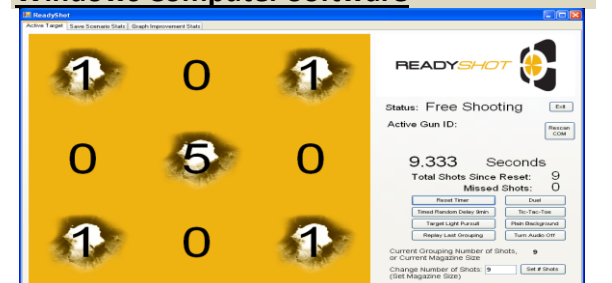 Windows Computer Software
ReadyShot
Active Target Save Scenario Stats Graph Improvement Stats
1 0 1
0 5 0
1 0 1
READYSHOT
Status: Free Shooting
Exit
Active Gun ID:
Rescan
COM
9.333 Seconds
Total Shots Since Reset: 9
Missed Shots: 0
Reset Timer Duel
Timed Random Delay 9min Tic-Tac-Toe
Target Light Pursuit Plain Background
Replay Last Grouping Turn Audio Off
Current Grouping Number of Shots, 9
or Current Magazine Size
Change Number of Shots: 9 Set # Shots
(Set Magazine Size)